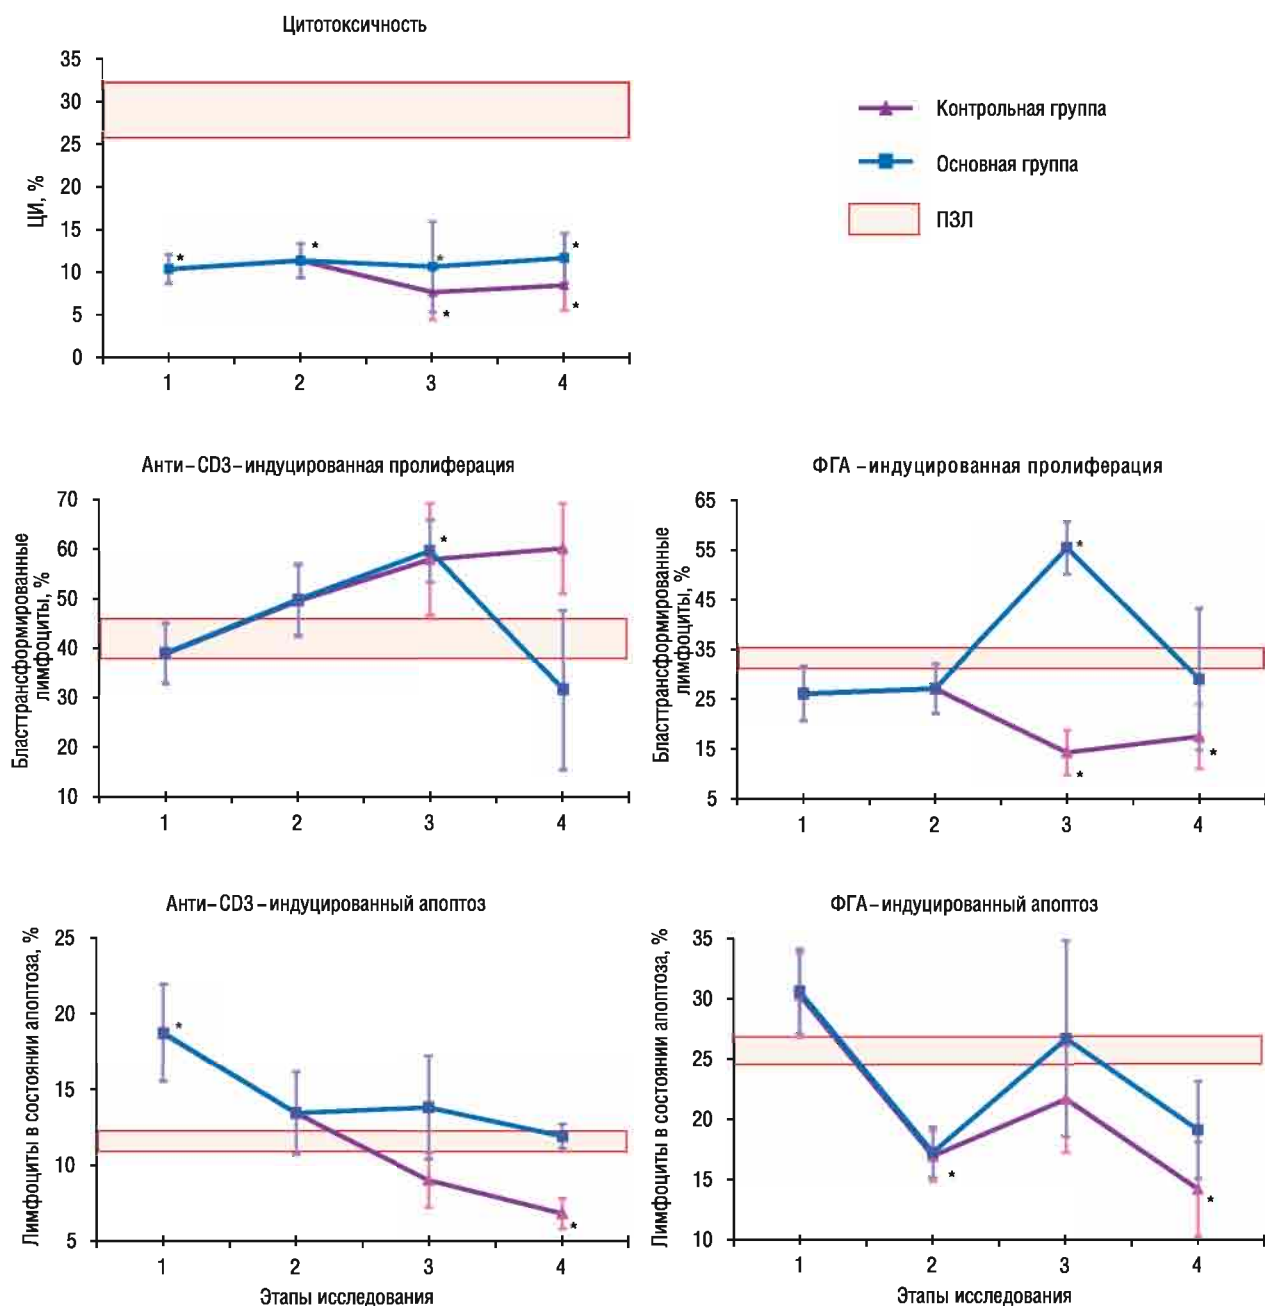 Цитотоксичность
35
30
25
20
15
10
5
0
ЦИ, %
* * * * * *
1 2 3 4
Контрольная группа
Основная группа
ПЗЛ
Анти–CD3–индуцированная пролиферация
70
60
50
40
30
20
10
Бласттрансформированные
лимфоциты, %
*
1 2 3 4
ФГА –индуцированная пролиферация
65
55
45
35
25
15
5
Бласттрансформированные
лимфоциты, %
* * *
1 2 3 4
Анти–CD3–индуцированный апоптоз
25
20
15
10
5
Лимфоциты в состоянии апоптоза, %
* *
1 2 3 4
Этапы исследования
ФГА–индуцированный апоптоз
35
30
25
20
15
10
Лимфоциты в состоянии апоптоза, %
* *
1 2 3 4
Этапы исследования